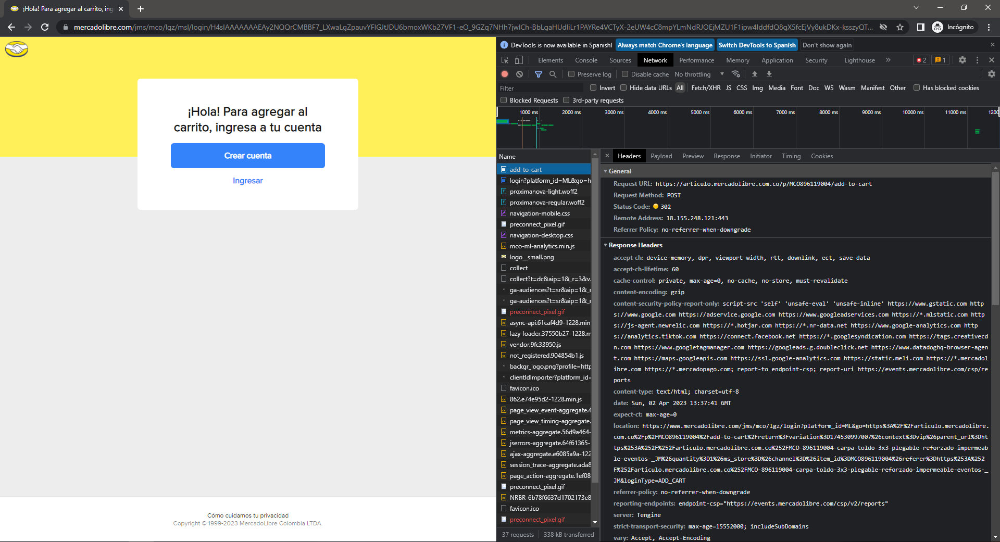 ¡Hola! Para agregar al carrito, ing
mercadolibre.com/jms/mco/lgz/msl/login/
Incógnito
¡Hola! Para agregar al
carrito, ingresa a tu cuenta
Crear cuenta
Ingresar
Cómo cuidamos tu privacidad
Copyright © 1999-2023 MercadoLibre Colombia LTDA.
DevTools is now available in Spanish! Always match Chrome's language Switch DevTools to Spanish Don't show again
Elements Console Sources Network Performance Memory Application Security Lighthouse » 2 1
Preserve log Disable cache No throttling
Filter Invert Hide data URLs All Fetch/XHR JS CSS Img Media Font Doc WS Wasm Manifest Other Has blocked cookies
Blocked Requests 3rd-party requests
1000 ms 2000 ms 3000 ms 4000 ms 5000 ms 6000 ms 7000 ms 8000 ms 9000 ms 10000 ms 11000 ms 1200
Name
add-to-cart
login?platform_id=ML&go=h
proximanova-light.woff2
proximanova-regular.woff2
navigation-mobile.css
preconnect_pixel.gif
navigation-desktop.css
mco-ml-analytics.min.js
logo__small.png
collect
collect?t=dc&aip=1&_r=3&v
ga-audiences?t=sr&aip=1&_r
ga-audiences?t=sr&aip=1&_r
preconnect_pixel.gif
async-api.61caf4d9-1228.min
lazy-loader.37550b27-1228.m
vendor.9fc33950.js
not_registered.904854b1.js
backgr_logo.png?profile=http
clientIdImporter?platform_id=
favicon.ico
862.e74e95d2-1228.min.js
page_view_event-aggregate.4
page_view_timing-aggregate.
metrics-aggregate.56d9a464-
jserrors-aggregate.64f61365-
ajax-aggregate.e6085a9a-122
session_trace-aggregate.ada8
page_action-aggregate.1ef08
preconnect_pixel.gif
NRBR-6b78f6637d1702173e8
favicon.ico
preconnect_pixel.gif
37 requests 338 kB transferred
Headers Payload Preview Response Initiator Timing Cookies
General
Request URL: https://articulo.mercadolibre.com.co/p/MCO896119004/add-to-cart
Request Method: POST
Status Code: 302
Remote Address: 18.155.248.121:443
Referrer Policy: no-referrer-when-downgrade
Response Headers
accept-ch: device-memory, dpr, viewport-width, rtt, downlink, ect, save-data
accept-ch-lifetime: 60
cache-control: private, max-age=0, no-cache, no-store, must-revalidate
content-encoding: gzip
content-security-policy-report-only: script-src 'self' 'unsafe-eval' 'unsafe-inline' https://www.gstatic.com http
s://www.google.com https://adservice.google.com https://www.googleadservices.com https://*.mlstatic.com http
s://js-agent.newrelic.com https://*.hotjar.com https://*.nr-data.net https://www.google-analytics.com http
s://analytics.tiktok.com https://connect.facebook.net https://*.googlesyndication.com https://tags.creativecd
n.com https://www.googletagmanager.com https://googleads.g.doubleclick.net https://www.datadoghq-browser-agen
t.com https://maps.googleapis.com https://ssl.google-analytics.com https://static.meli.com https://*.mercadol
ibre.com https://*.mercadopago.com; report-to endpoint-csp; report-uri https://events.mercadolibre.com/csp/re
ports
content-type: text/html; charset=utf-8
date: Sun, 02 Apr 2023 13:37:41 GMT
expect-ct: max-age=0
location: https://www.mercadolibre.com/jms/mco/lgz/login?platform_id=ML&go=https%3A%2F%2Farticulo.mercadolibre.
com.co%2Fp%2FMCO896119004%2Fadd-to-cart%2Freturn%3Fvariation%3D174530997007%26context%3Dvip%26parent_url%3Dht
tps%253A%252F%252Farticulo.mercadolibre.com.co%252FMCO-896119004-carpa-toldo-3x3-plegable-reforzado-impermeab
le-eventos-_JM%26quantity%3D1%26ms_store%3D%26channel%3D%26item_id%3DMCO896119004%26referer%3Dhttps%253A%252
F%252Farticulo.mercadolibre.com.co%252FMCO-896119004-carpa-toldo-3x3-plegable-reforzado-impermeable-eventos-_
JM&loginType=ADD_CART
referrer-policy: no-referrer-when-downgrade
reporting-endpoints: endpoint-csp="https://events.mercadolibre.com/csp/v2/reports"
server: Tengine
strict-transport-security: max-age=15552000; includeSubDomains
vary: Accept, Accept-Encoding